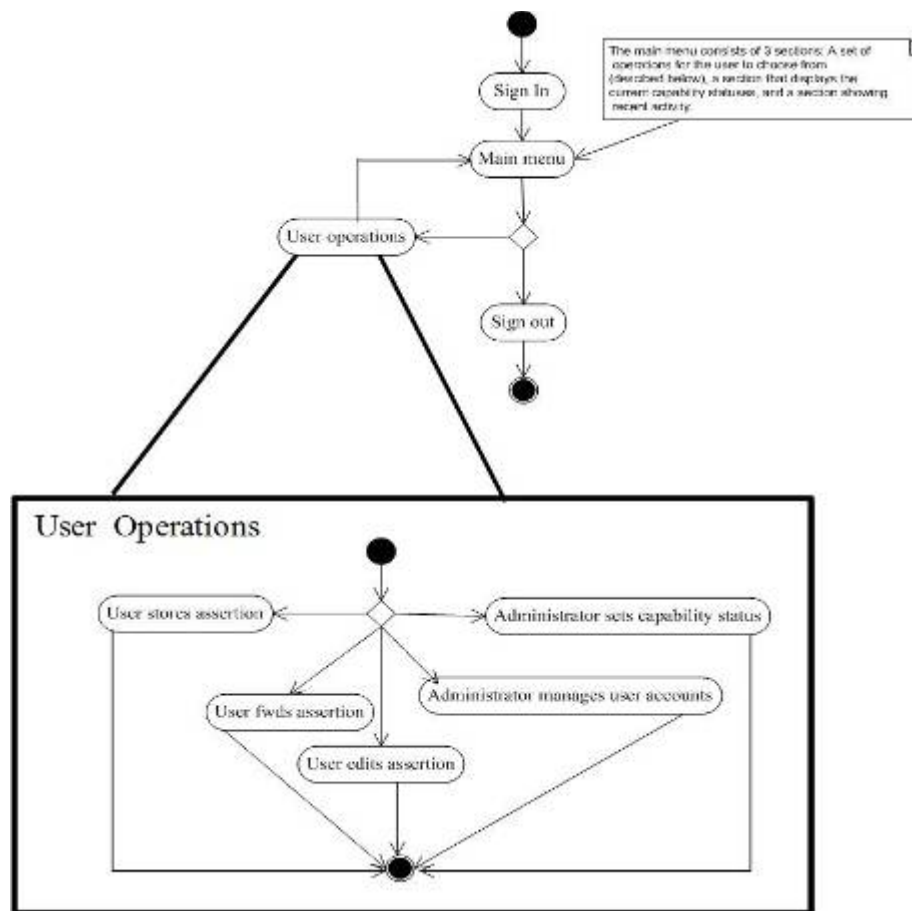 The main menu consists of 3 sections: A set of
operations for the user to choose from
(described below), a section that displays the
current capability statuses, and a section showing
recent activity.
Sign In
Main menu
User operations
Sign out
User Operations
User stores assertion
Administrator sets capability status
User fwds assertion
Administrator manages user accounts
User edits assertion